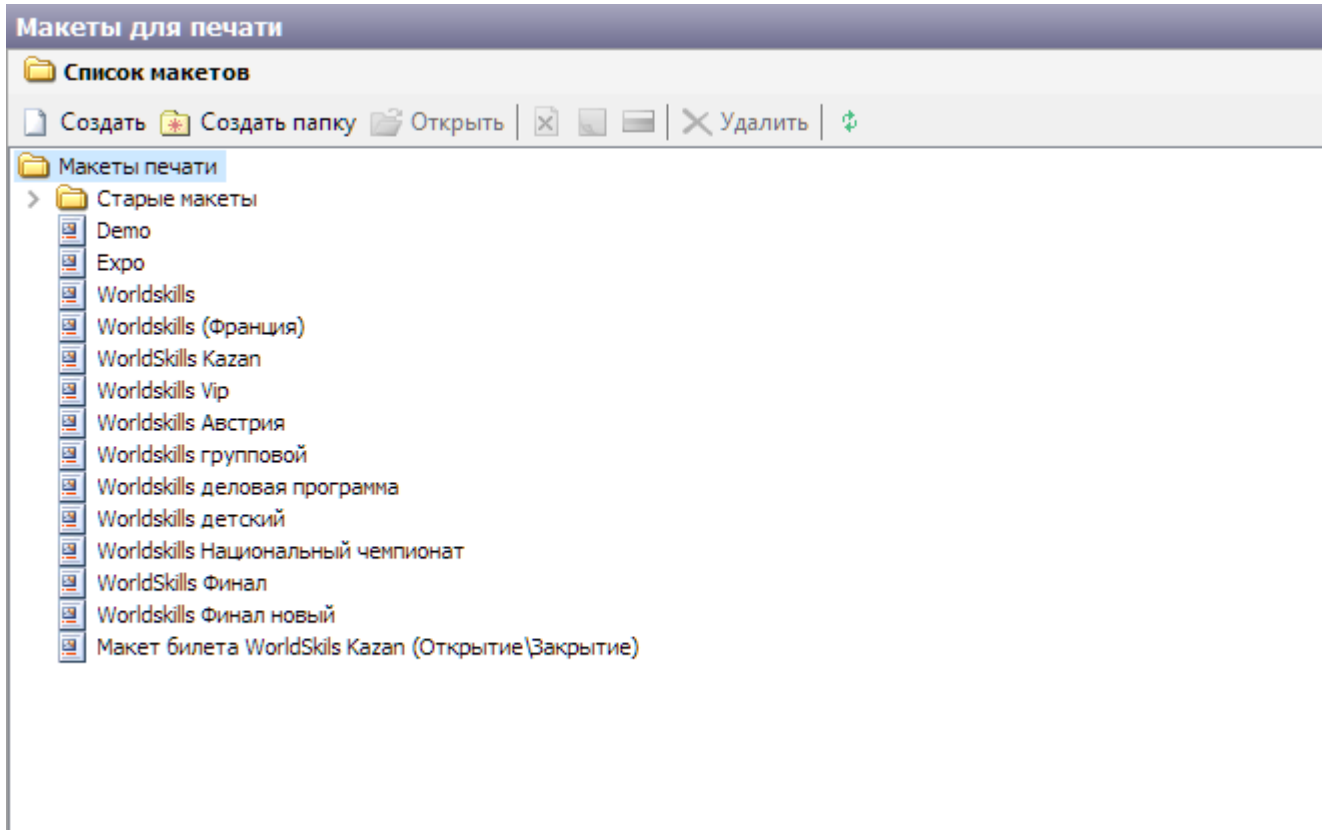 Макеты для печати
Список макетов
Создать Создать папку Открыть Удалить
Макеты печати
Старые макеты
Demo
Expo
Worldskills
Worldskills (Франция)
WorldSkills Kazan
Worldskills Vip
Worldskills Австрия
Worldskills групповой
Worldskills деловая программа
Worldskills детский
Worldskills Национальный чемпионат
WorldSkills Финал
Worldskills Финал новый
Макет билета WorldSkils Kazan (Открытие\Закрытие)